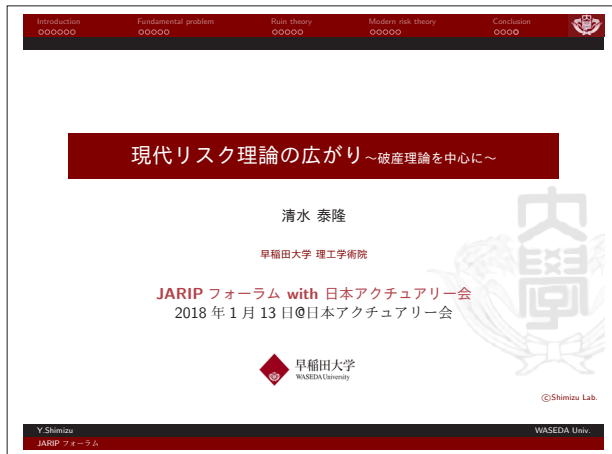 Introduction Fundamental problem Ruin theory Modern risk theory Conclusion
現代リスク理論の広がり~破産理論を中心に~
清水 泰隆
早稲田大学 理工学術院
JARIP フォーラム with 日本アクチュアリー会
2018 年 1 月 13 日@日本アクチュアリー会
早稲田大学
WASEDA University
大學
©Shimizu Lab.
Y.Shimizu WASEDA Univ.
JARIP フォーラム